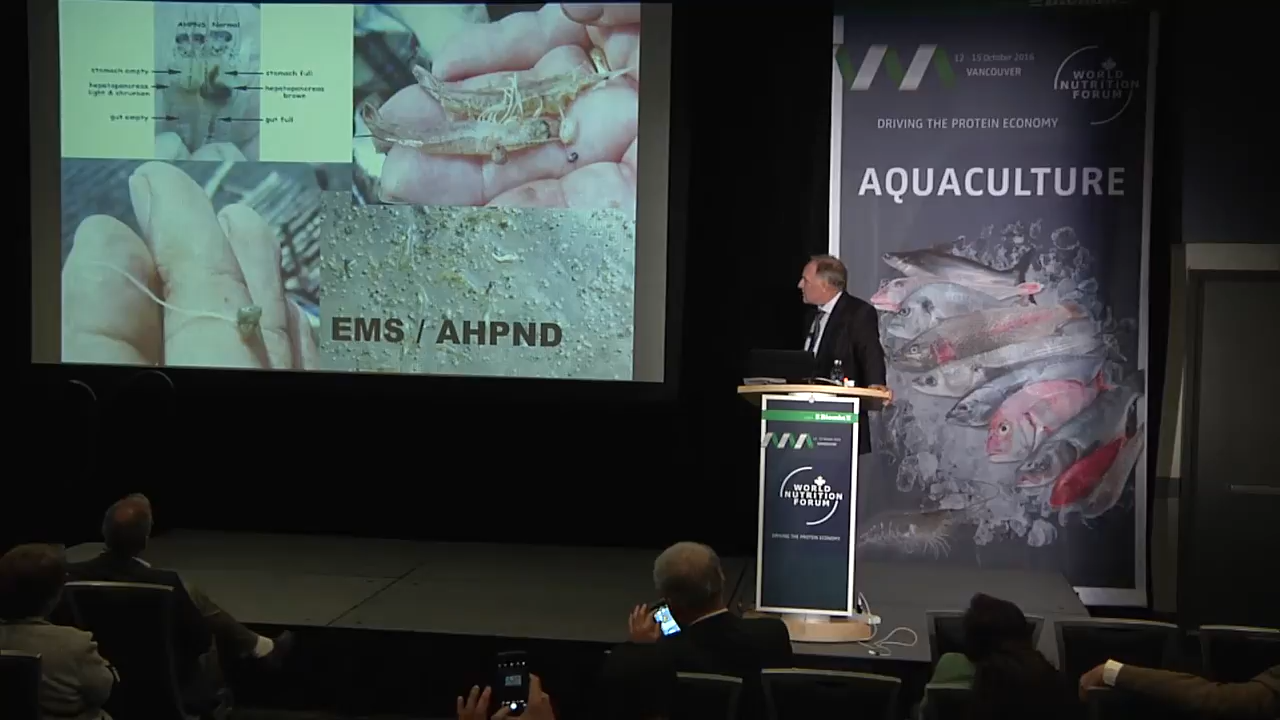 AHPNS Normal
stomach empty
stomach full
hepatopancreas
light & shrunken
hepatopancreas
brown
gut empty
gut full
EMS / AHPND
12 - 15 October 2016
VANCOUVER
WORLD
NUTRITION
FORUM
DRIVING THE PROTEIN ECONOMY
AQUACULTURE
VANCOUVER
WORLD
NUTRITION
FORUM
DRIVING THE PROTEIN ECONOMY